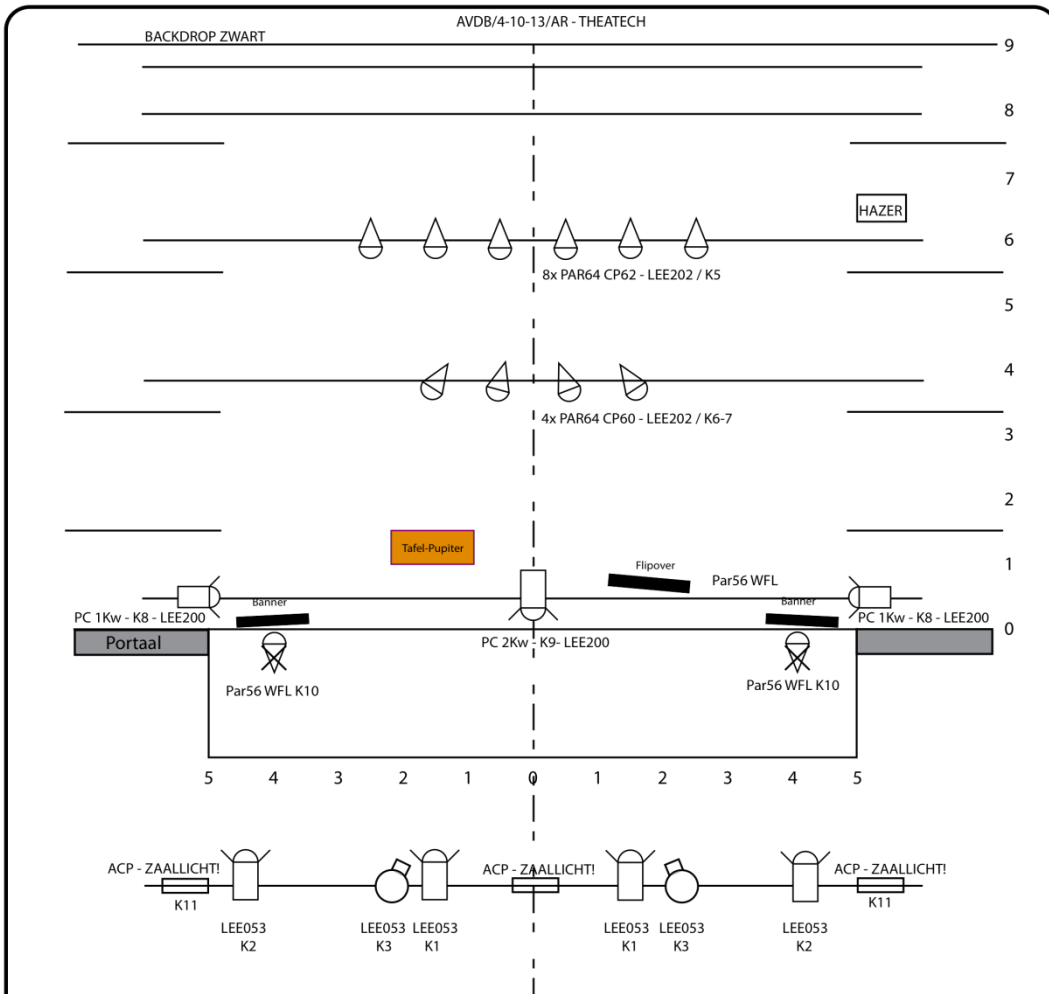 AVDB/4-10-13/AR - THEATECH
BACKDROP ZWART
9
8
7
HAZER
6
8x PAR64 CP62 - LEE202 / K5
5
4
4x PAR64 CP60 - LEE202 / K6-7
3
2
Tafel-Pupiter
1
Flipover
Par56 WFL
Banner
Banner
PC 1Kw - K8 - LEE200
PC 1Kw - K8 - LEE200
0
Portaal
PC 2Kw - K9- LEE200
Par56 WFL K10
Par56 WFL K10
5 4 3 2 1 0 1 2 3 4 5
ACP - ZAALLICHT!
ACP - ZAALLICHT!
ACP - ZAALLICHT!
K11
K11
LEE053 LEE053 LEE053 LEE053 LEE053 LEE053
K2 K3 K1 K1 K3 K2